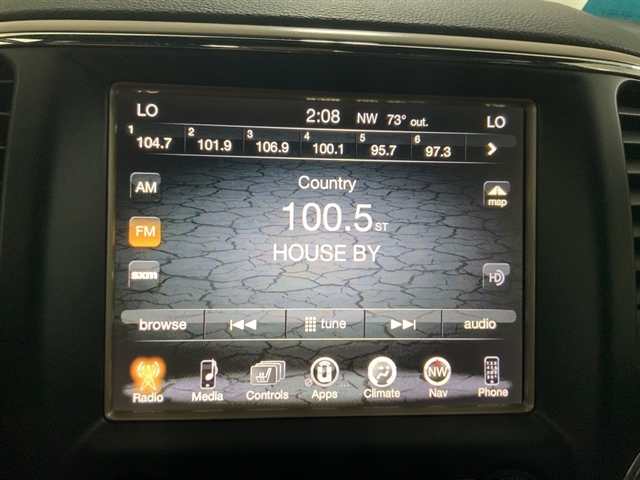 LO 2:08 NW 73° out. LO
1 104.7 2 101.9 3 106.9 4 100.1 5 95.7 6 97.3
AM Country map
FM 100.5 ST
HOUSE BY
sxm HD
browse tune audio
NW
Radio Media Controls Apps Climate Nav Phone